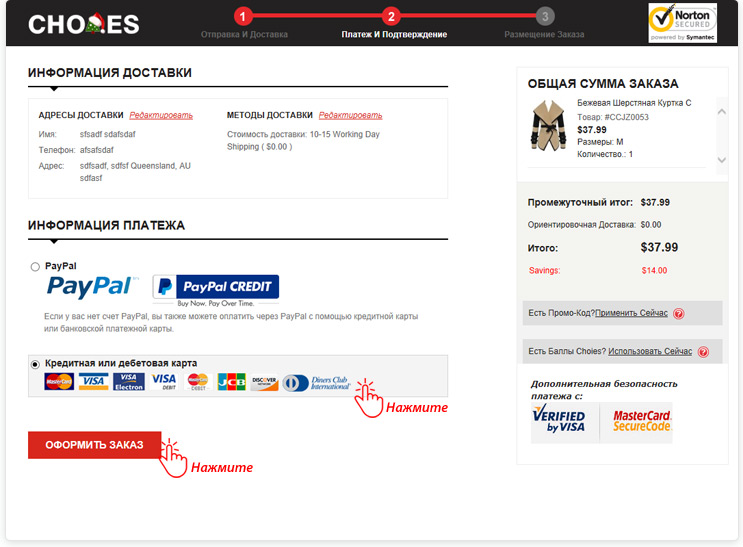 CHOIES
1
2
3
Отправка И Доставка
Платеж И Подтверждение
Размещение Заказа
Norton
SECURED
powered by Symantec
ИНФОРМАЦИЯ ДОСТАВКИ
АДРЕСЫ ДОСТАВКИ Редактировать
Имя: sfsadf sdafsdaf
Телефон: afsafsdaf
Адрес: sdfsadf, sdfsf Queensland, AU
sdfasf
МЕТОДЫ ДОСТАВКИ Редактировать
Стоимость доставки: 10-15 Working Day
Shipping ( $0.00 )
ИНФОРМАЦИЯ ПЛАТЕЖА
PayPal
PayPal
PayPal CREDIT
Buy Now. Pay Over Time.
Если у вас нет счет PayPal, вы также можете оплатить через PayPal с помощью кредитной карты
или банковской платежной карты.
Кредитная или дебетовая карта
MasterCard
VISA
VISA
Electron
VISA
DEBIT
MasterCard
DEBIT
JCB
DISCOVER
NETWORK
Diners Club
International
Нажмите
ОФОРМИТЬ ЗАКАЗ
Нажмите
ОБЩАЯ СУММА ЗАКАЗА
Бежевая Шерстяная Куртка С
Товар: #CCJZ0053
$37.99
Размеры: M
Количество.: 1
Промежуточный итог: $37.99
Ориентировочная Доставка: $0.00
Итого: $37.99
Savings: $14.00
Есть Промо-Код?Применить Сейчас ?
Есть Баллы Choies? Использовать Сейчас ?
Дополнительная безопасность
платежа с:
VERIFIED
by VISA
MasterCard.
SecureCode.